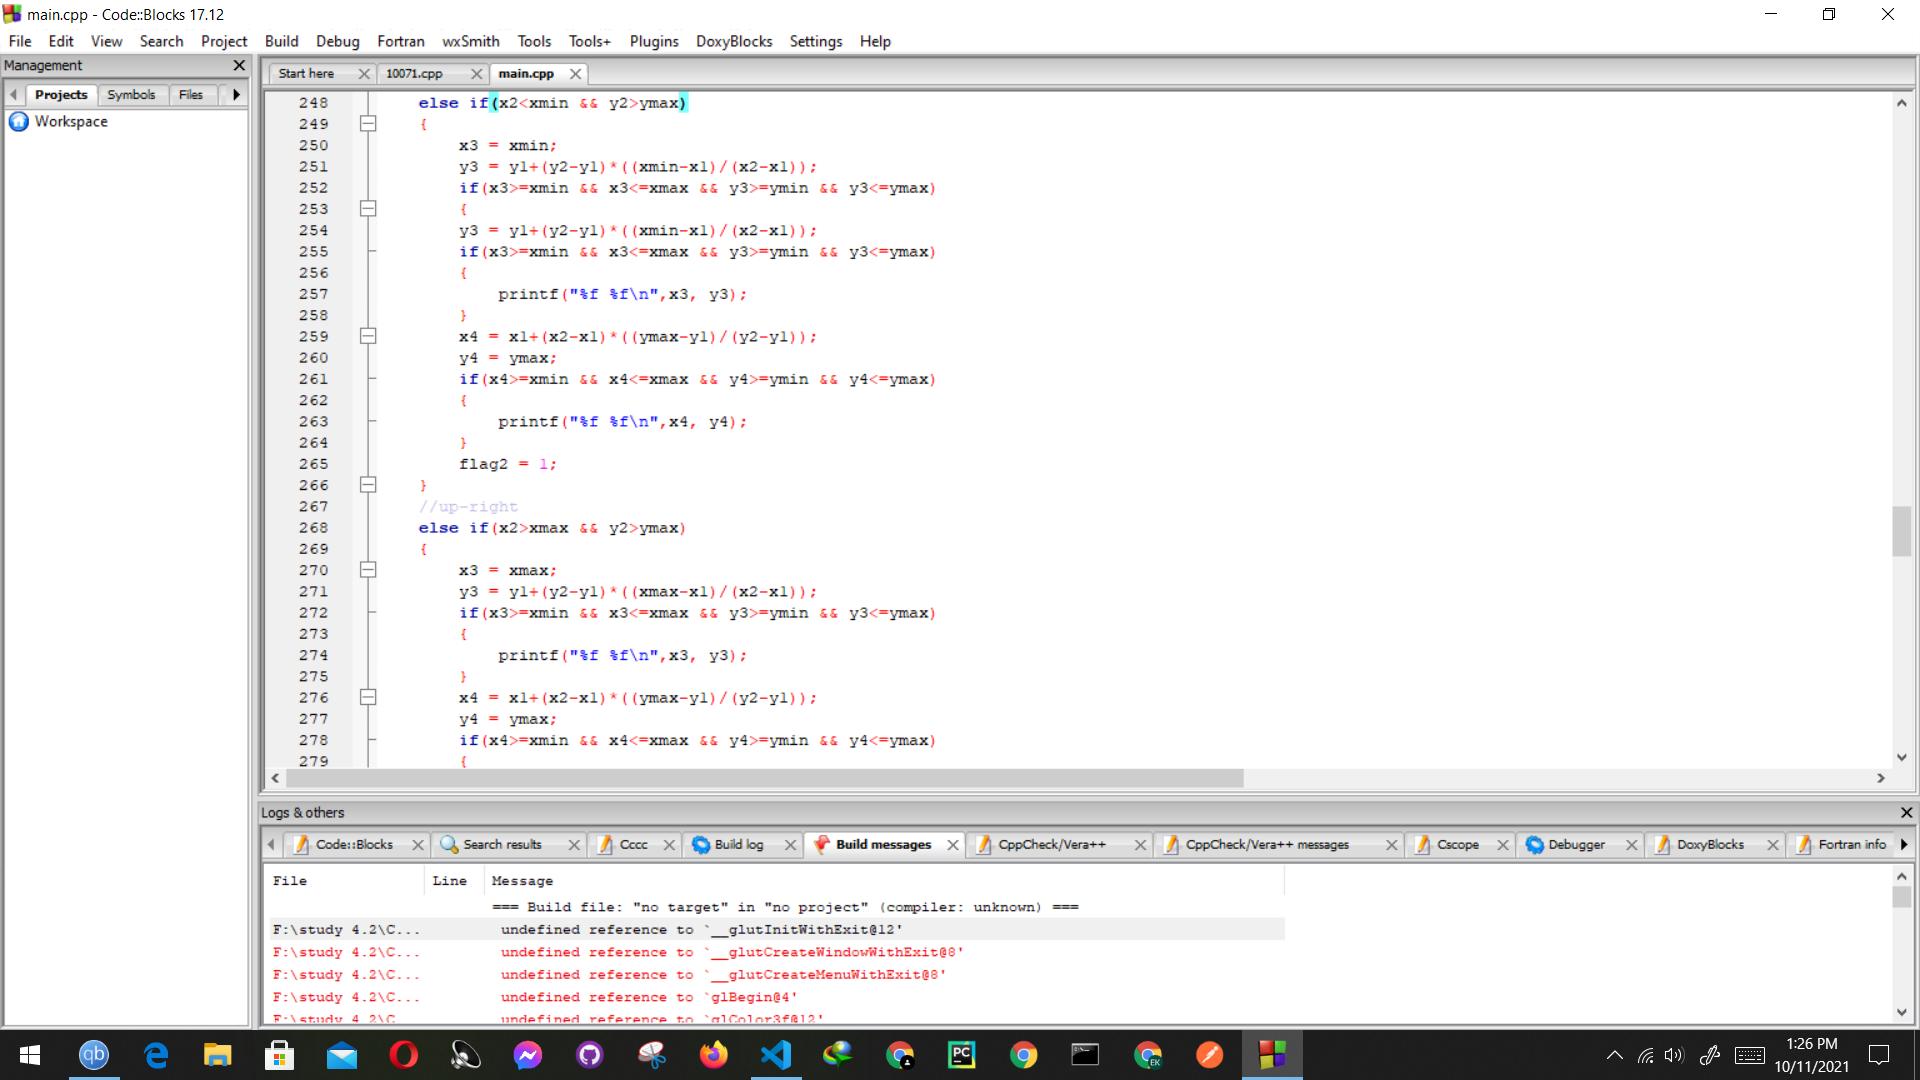 main.cpp - Code::Blocks 17.12
File Edit View Search Project Build Debug Fortran wxSmith Tools Tools+ Plugins DoxyBlocks Settings Help
Management
Projects Symbols Files
Workspace
Start here 10071.cpp main.cpp
248 else if(x2<xmin && y2>ymax)
249 {
250 x3 = xmin;
251 y3 = y1+(y2-y1)*((xmin-x1)/(x2-x1));
252 if(x3>=xmin && x3<=xmax && y3>=ymin && y3<=ymax)
253 {
254 y3 = y1+(y2-y1)*((xmin-x1)/(x2-x1));
255 if(x3>=xmin && x3<=xmax && y3>=ymin && y3<=ymax)
256 {
257 printf("%f %f\n",x3, y3);
258 }
259 x4 = x1+(x2-x1)*((ymax-y1)/(y2-y1));
260 y4 = ymax;
261 if(x4>=xmin && x4<=xmax && y4>=ymin && y4<=ymax)
262 {
263 printf("%f %f\n",x4, y4);
264 }
265 flag2 = 1;
266 }
267 //up-right
268 else if(x2>xmax && y2>ymax)
269 {
270 x3 = xmax;
271 y3 = y1+(y2-y1)*((xmax-x1)/(x2-x1));
272 if(x3>=xmin && x3<=xmax && y3>=ymin && y3<=ymax)
273 {
274 printf("%f %f\n",x3, y3);
275 }
276 x4 = x1+(x2-x1)*((ymax-y1)/(y2-y1));
277 y4 = ymax;
278 if(x4>=xmin && x4<=xmax && y4>=ymin && y4<=ymax)
279 {
Logs & others
Code::Blocks Search results Cccc Build log Build messages CppCheck/Vera++ CppCheck/Vera++ messages Cscope Debugger DoxyBlocks Fortran info
File Line Message
=== Build file: "no target" in "no project" (compiler: unknown) ===
F:\study 4.2\C... undefined reference to `__glutInitWithExit@12'
F:\study 4.2\C... undefined reference to `__glutCreateWindowWithExit@8'
F:\study 4.2\C... undefined reference to `__glutCreateMenuWithExit@8'
F:\study 4.2\C... undefined reference to `glBegin@4'
F:\study 4.2\C... undefined reference to `glColor3f@12'
qb
PC
EK
1:26 PM
10/11/2021